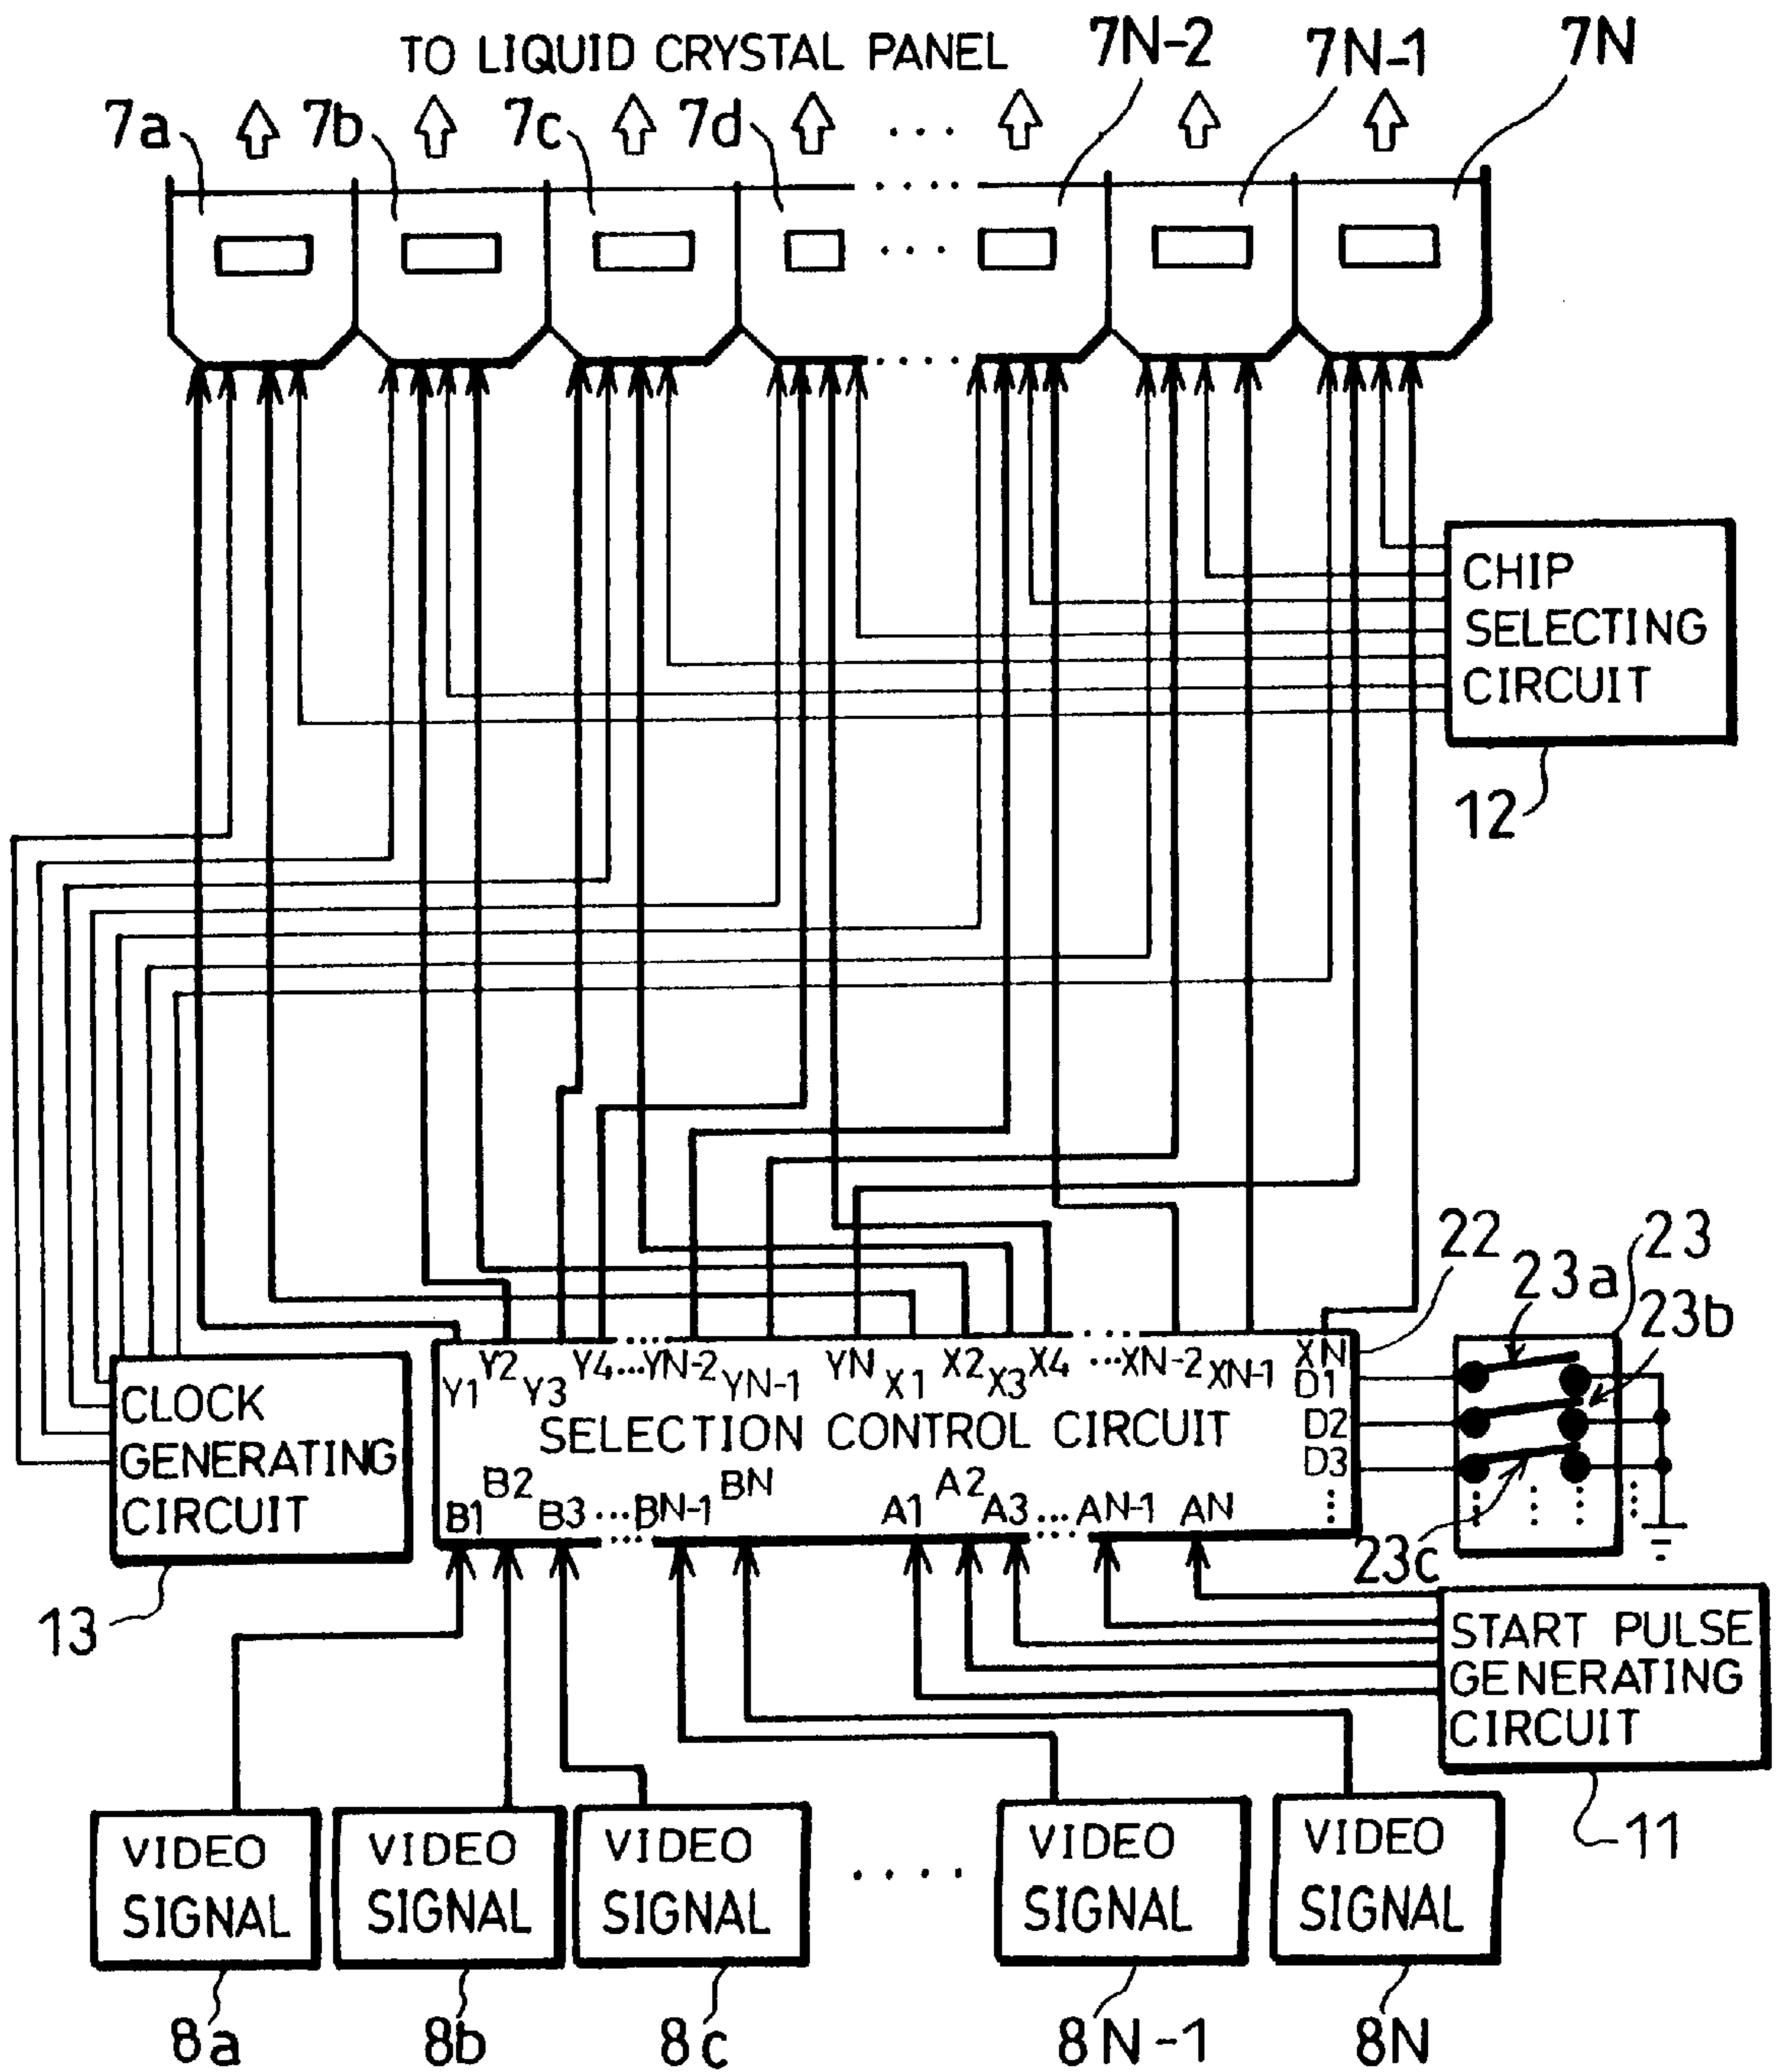 TO LIQUID CRYSTAL PANEL
7N-2
7N-1
7N
7a
7b
7c
7d
CHIP
SELECTING
CIRCUIT
12
22
23
23a
23b
23c
Y1 Y2 Y3 Y4...YN-2 YN-1 YN X1 X2 X3 X4 ...XN-2 XN-1 XN
D1
D2
D3
SELECTION CONTROL CIRCUIT
B1 B2 B3 ...BN-1 BN A1 A2 A3 ... AN-1 AN
CLOCK
GENERATING
CIRCUIT
13
START PULSE
GENERATING
CIRCUIT
11
VIDEO
SIGNAL
8a
VIDEO
SIGNAL
8b
VIDEO
SIGNAL
8c
VIDEO
SIGNAL
8N-1
VIDEO
SIGNAL
8N